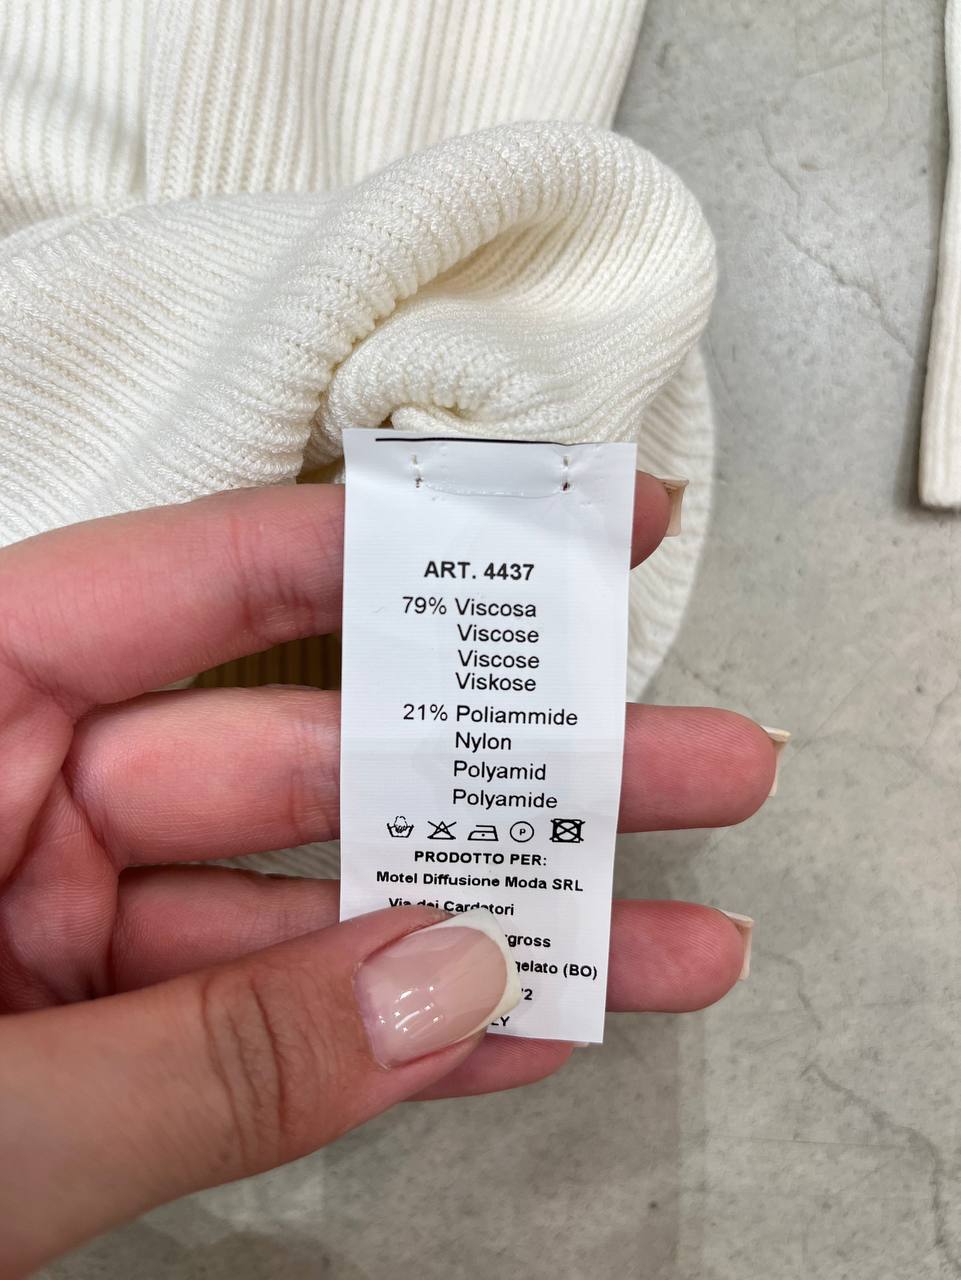 ART. 4437
79% Viscosa
Viscose
Viscose
Viskose
21% Poliammide
Nylon
Polyamid
Polyamide
P
PRODOTTO PER:
Motel Diffusione Moda SRL
Via dei Cardatori
(BO)